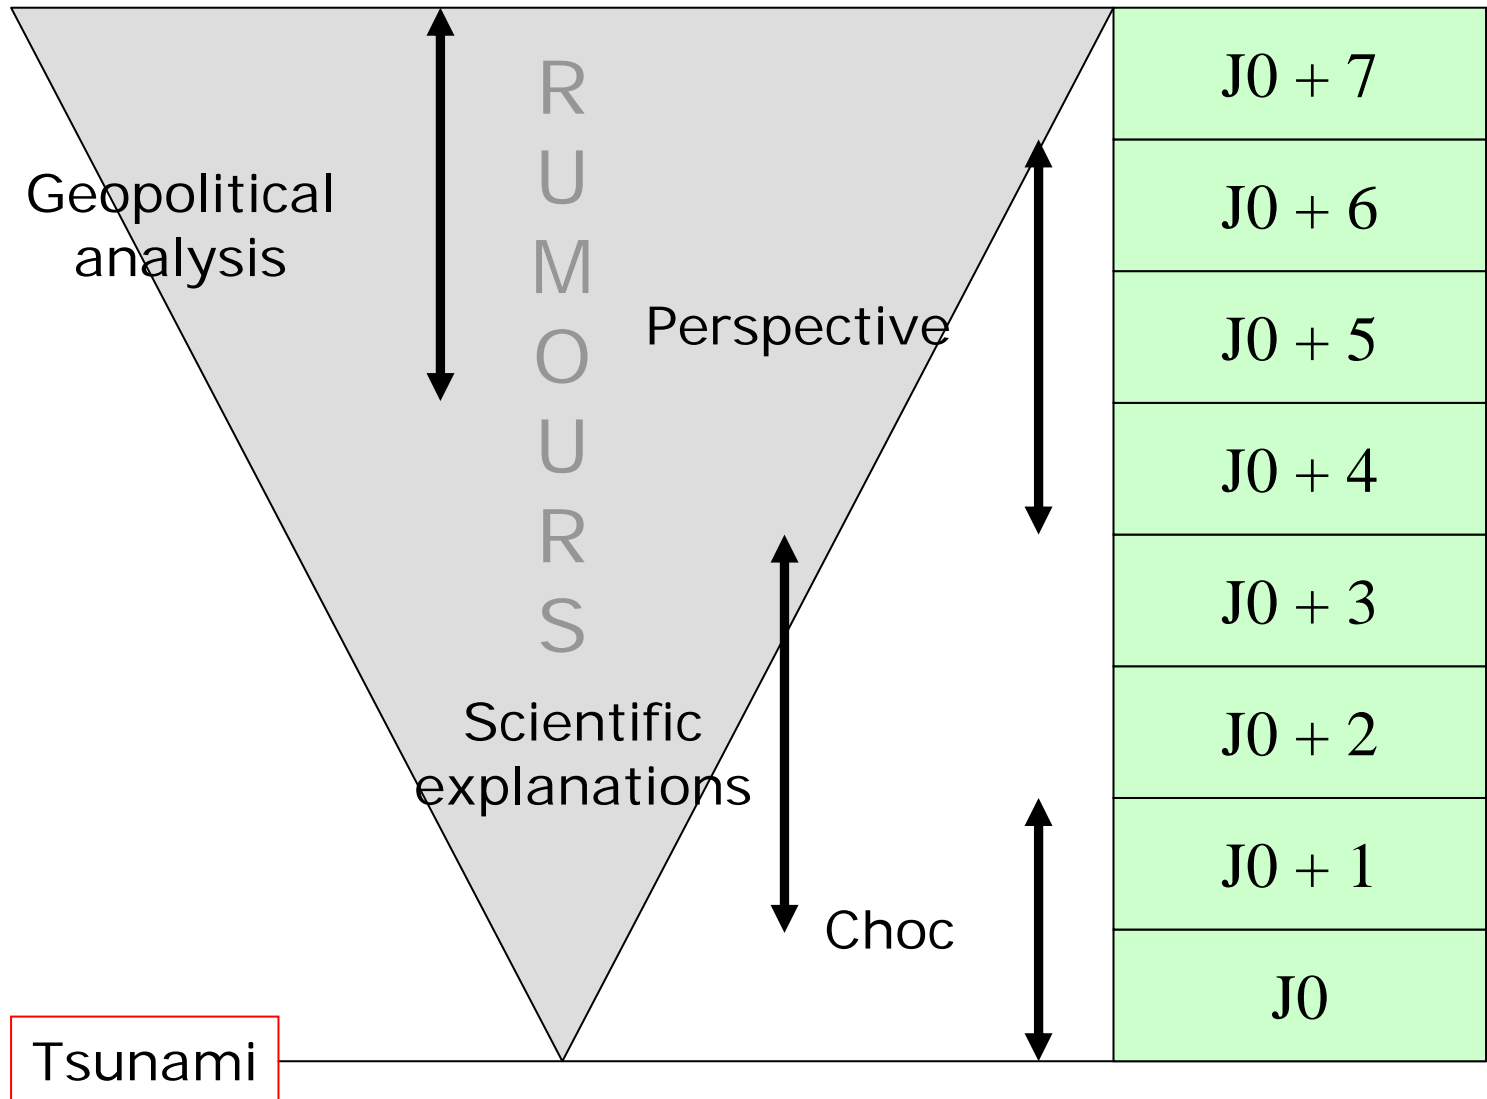 R
U
M
O
U
R
S
Geopolitical
analysis
Perspective
Scientific
explanations
Choc
Tsunami
J0 + 7
J0 + 6
J0 + 5
J0 + 4
J0 + 3
J0 + 2
J0 + 1
J0